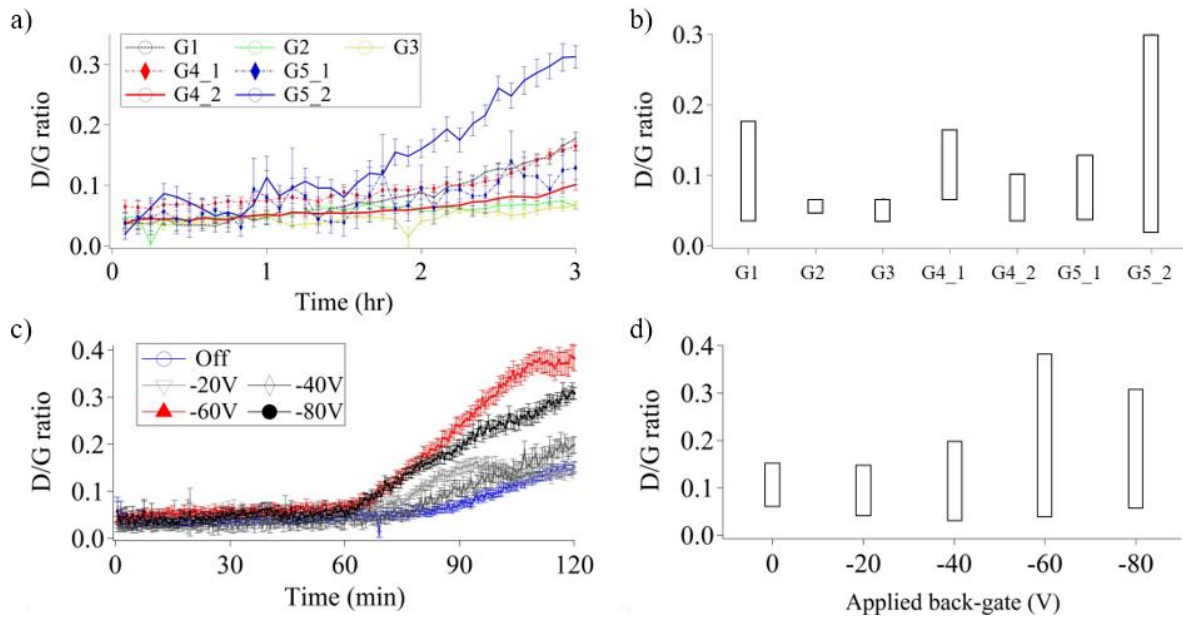 a)
D/G ratio
0.3
0.2
0.1
0.0
G1 G2 G3
G4_1 G5_1
G4_2 G5_2
0 1 2 3
Time (hr)
b)
D/G ratio
0.3
0.2
0.1
0.0
G1 G2 G3 G4_1 G4_2 G5_1 G5_2
c)
D/G ratio
0.4
0.3
0.2
0.1
0.0
Off
-20V -40V
-60V -80V
0 30 60 90 120
Time (min)
d)
D/G ratio
0.4
0.3
0.2
0.1
0.0
0 -20 -40 -60 -80
Applied back-gate (V)